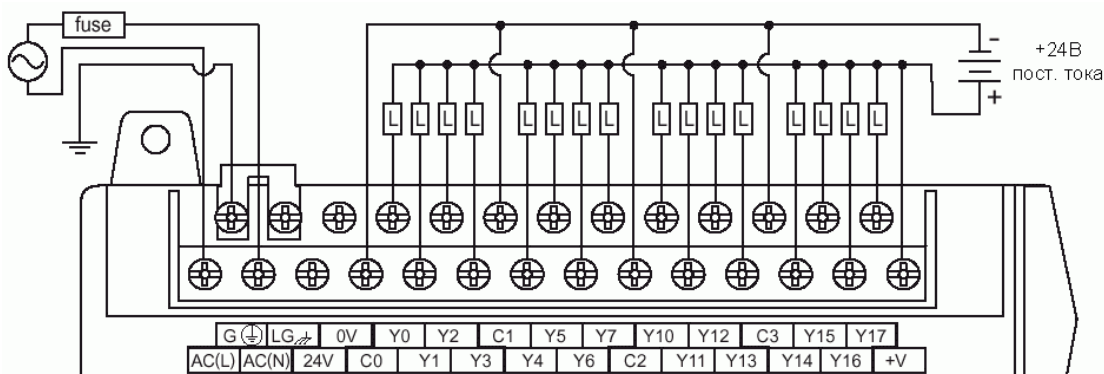 fuse
-
+24В
пост. тока
+
L L L L L L L L L L L L L L L L
G LG 0V Y0 Y2 C1 Y5 Y7 Y10 Y12 C3 Y15 Y17
AC(L) AC(N) 24V C0 Y1 Y3 Y4 Y6 C2 Y11 Y13 Y14 Y16 +V